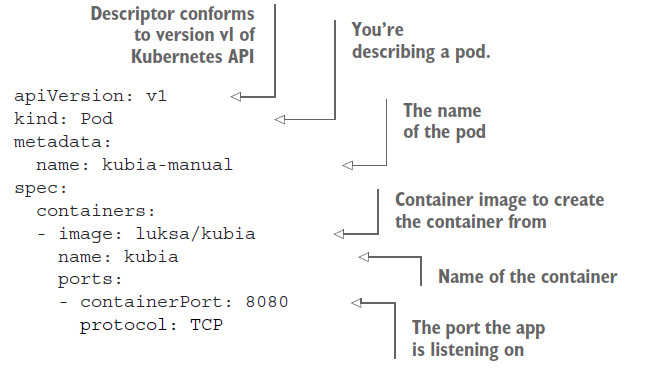 Descriptor conforms
to version vl of
Kubernetes API
You're
describing a pod.
apiVersion: v1
kind: Pod
The name
of the pod
metadata:
name: kubia-manual
spec:
Container image to create
the container from
containers:
- image: luksa/kubia
name: kubia
Name of the container
ports:
- containerPort: 8080
protocol: TCP
The port the app
is listening on